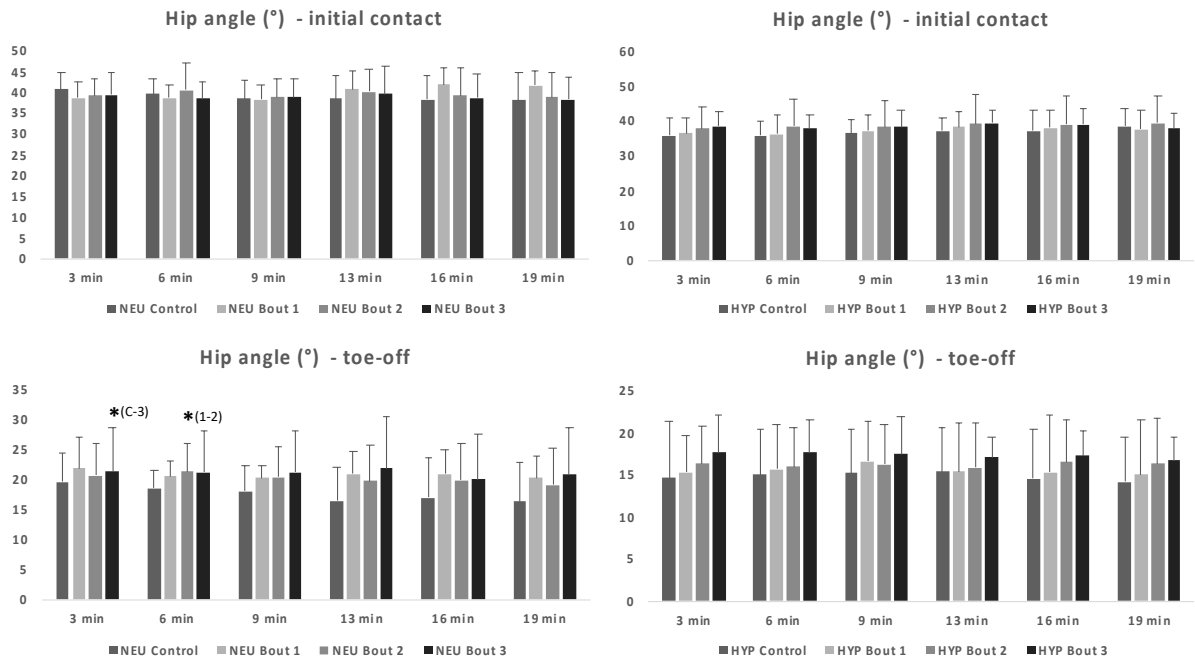 Hip angle (°) - initial contact
50
45
40
35
30
25
20
15
10
5
0
3 min 6 min 9 min 13 min 16 min 19 min
NEU Control NEU Bout 1 NEU Bout 2 NEU Bout 3
Hip angle (°) - initial contact
60
50
40
30
20
10
0
3 min 6 min 9 min 13 min 16 min 19 min
HYP Control HYP Bout 1 HYP Bout 2 HYP Bout 3
Hip angle (°) - toe-off
35
30
25
20
15
10
5
0
*(C-3) *(1-2)
3 min 6 min 9 min 13 min 16 min 19 min
NEU Control NEU Bout 1 NEU Bout 2 NEU Bout 3
Hip angle (°) - toe-off
25
20
15
10
5
0
3 min 6 min 9 min 13 min 16 min 19 min
HYP Control HYP Bout 1 HYP Bout 2 HYP Bout 3